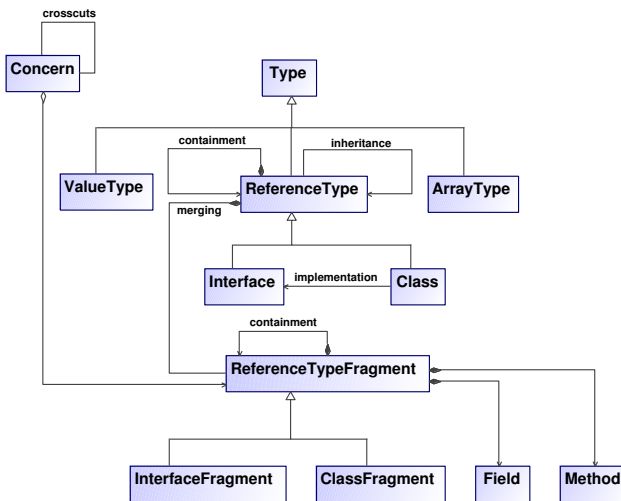 crosscuts
Concern
Type
containment
inheritance
ValueType
ReferenceType
ArrayType
merging
Interface
implementation
Class
containment
ReferenceTypeFragment
InterfaceFragment
ClassFragment
Field
Method